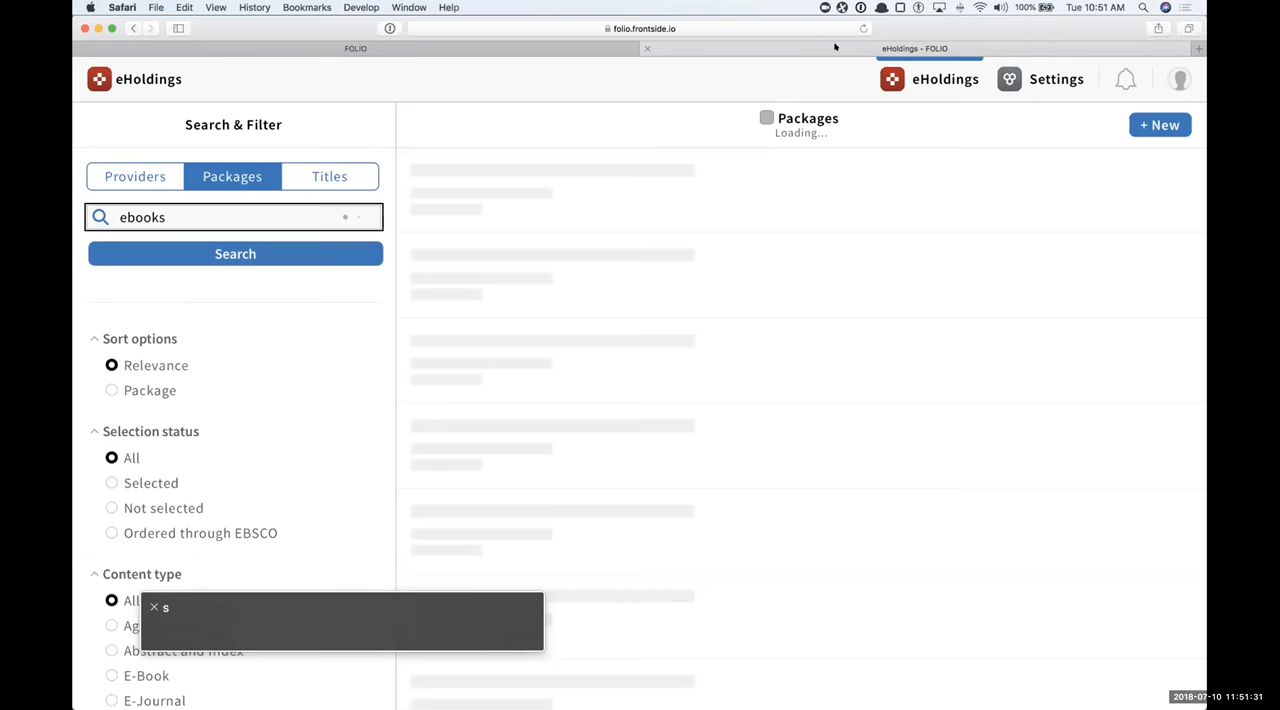 Safari File Edit View History Bookmarks Develop Window Help 100% Tue 10:51 AM
folio.frontside.io
FOLIO
eHoldings - FOLIO
eHoldings
eHoldings
Settings
Search & Filter
Packages
Loading...
+ New
Providers
Packages
Titles
ebooks
Search
Sort options
Relevance
Package
Selection status
All
Selected
Not selected
Ordered through EBSCO
Content type
All
s
Ag
Abstract and Index
E-Book
E-Journal
2018-07-10 11:51:31